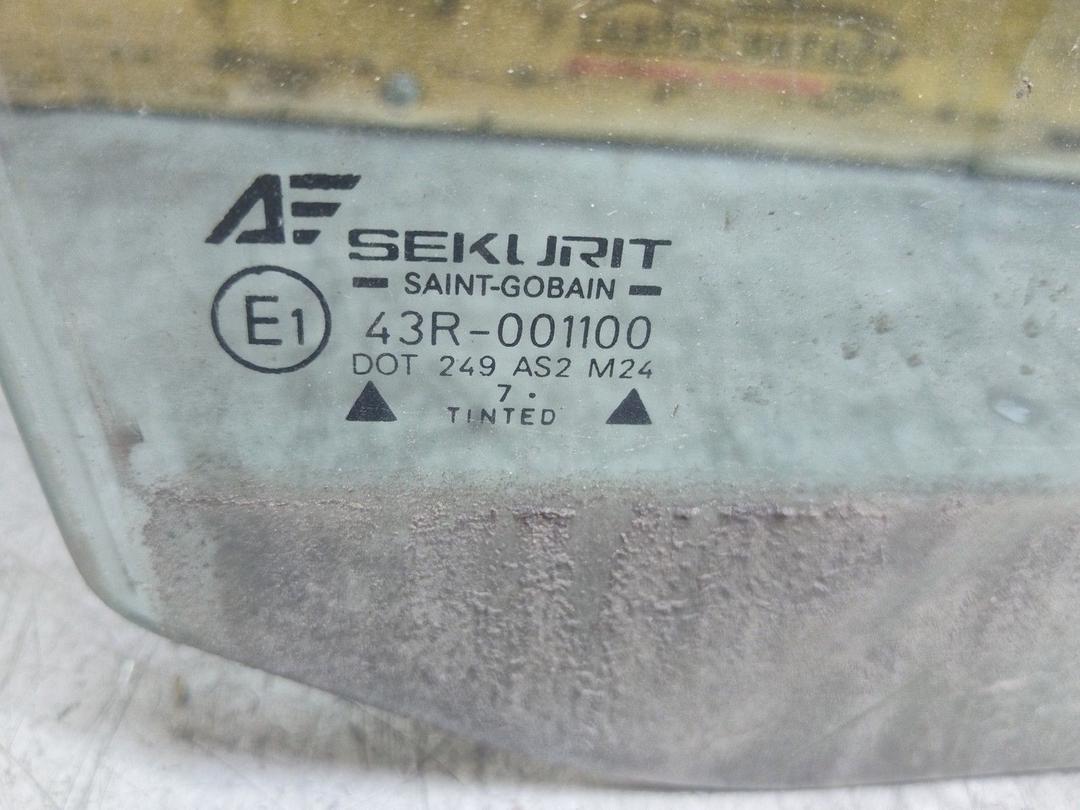 AF
SEKURIT
SAINT-GOBAIN
E1 43R-001100
DOT 249 AS2 M24
7 .
TINTED